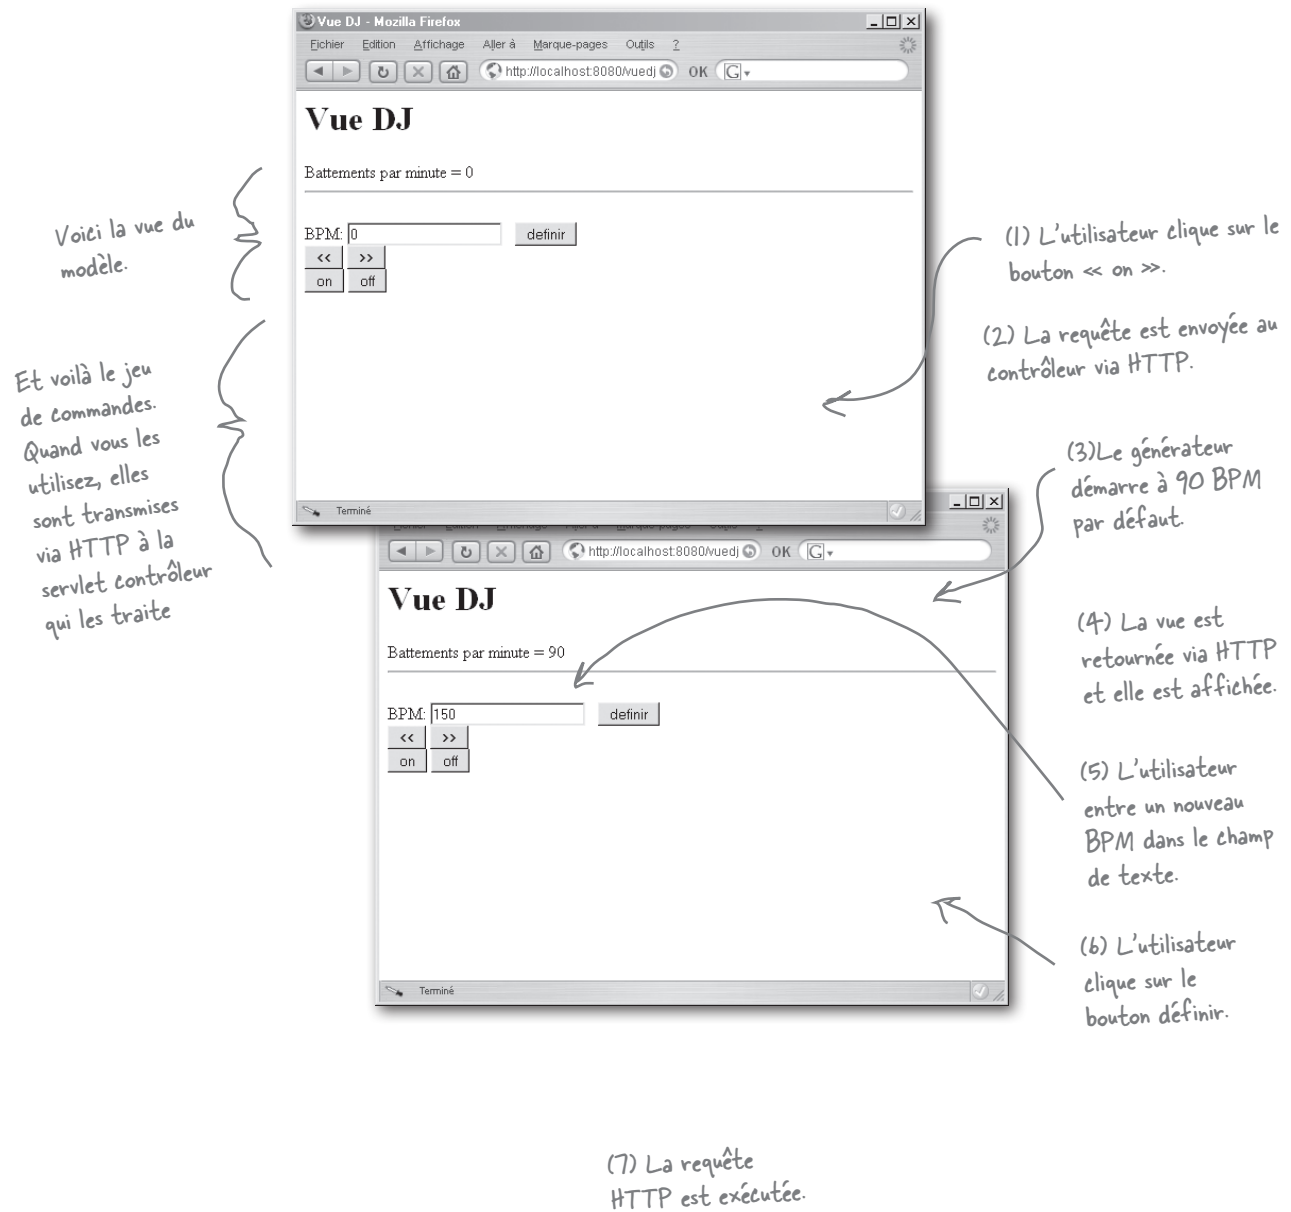 Vue DJ - Mozilla Firefox
Fichier Edition Affichage Aller à Marque-pages Outils ?
http://localhost:8080/vuedj OK G
Vue DJ
Battements par minute = 0
BPM: 0 definir
<< >>
on off
Terminé
Voici la vue du
modèle.
Et voilà le jeu
de commandes.
Quand vous les
utilisez, elles
sont transmises
via HTTP à la
servlet contrôleur
qui les traite
(1) L'utilisateur clique sur le
bouton << on >>.
(2) La requête est envoyée au
contrôleur via HTTP.
(3)Le générateur
démarre à 90 BPM
par défaut.
http://localhost:8080/vuedj OK G
Vue DJ
Battements par minute = 90
BPM: 150 definir
<< >>
on off
Terminé
(4) La vue est
retournée via HTTP
et elle est affichée.
(5) L'utilisateur
entre un nouveau
BPM dans le champ
de texte.
(6) L'utilisateur
clique sur le
bouton définir.
(7) La requête
HTTP est exécutée.